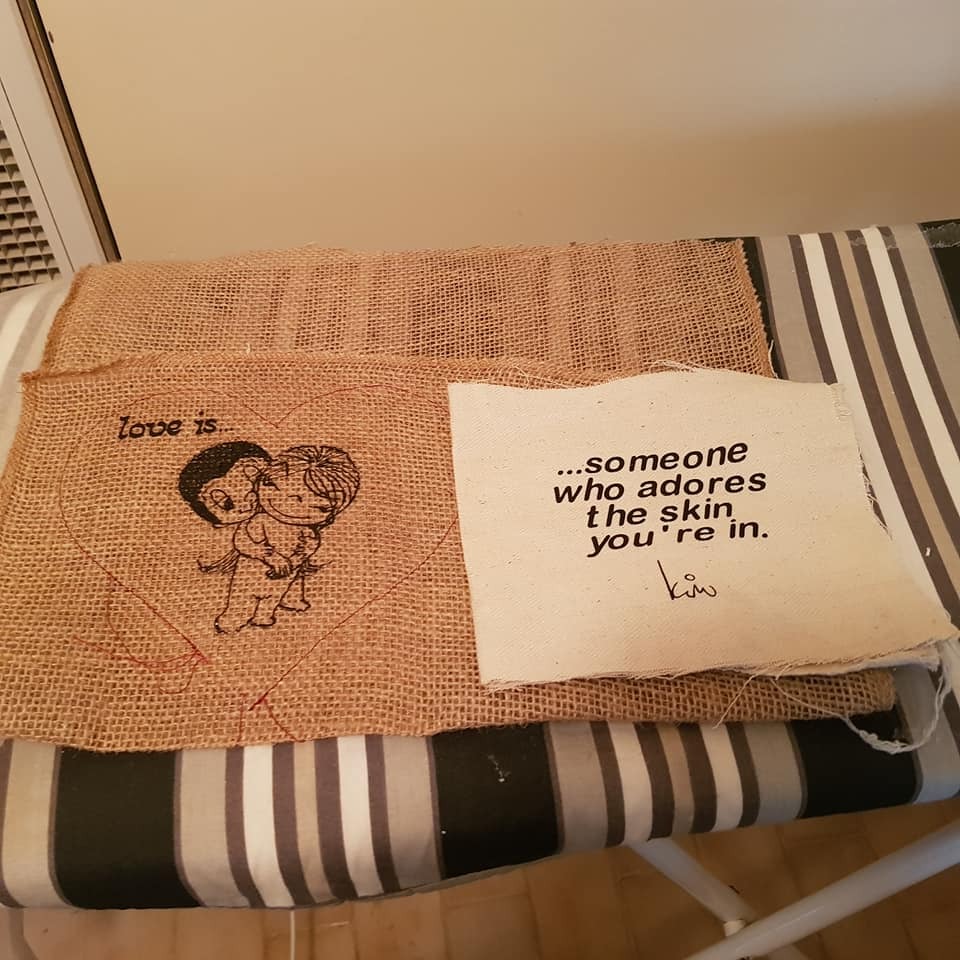 love is...
...someone
who adores
the skin
you're in.
kim